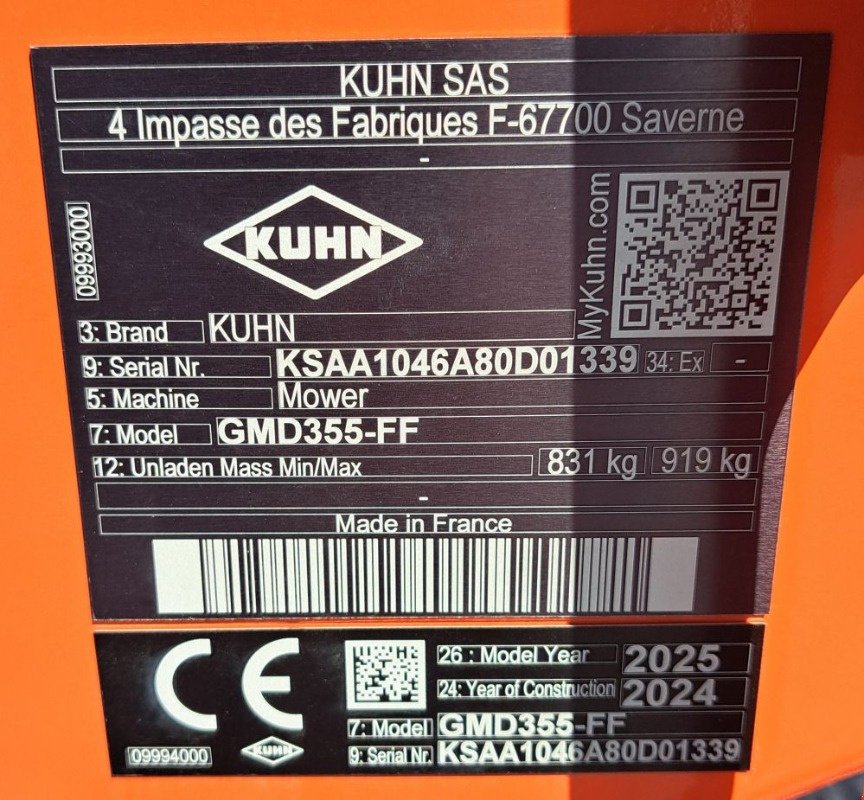 KUHN SAS
4 Impasse des Fabriques F-67700 Saverne
-
09993000
KUHN
MyKuhn.com
3: Brand KUHN
9: Serial Nr. KSAA1046A80D01339 34: Ex -
5: Machine Mower
7: Model GMD355-FF
12: Unladen Mass Min/Max 831 kg 919 kg
-
Made in France
CE
26 : Model Year 2025
24: Year of Construction 2024
7: Model GMD355-FF
09994000 KUHN 9: Serial Nr. KSAA1046A80D01339